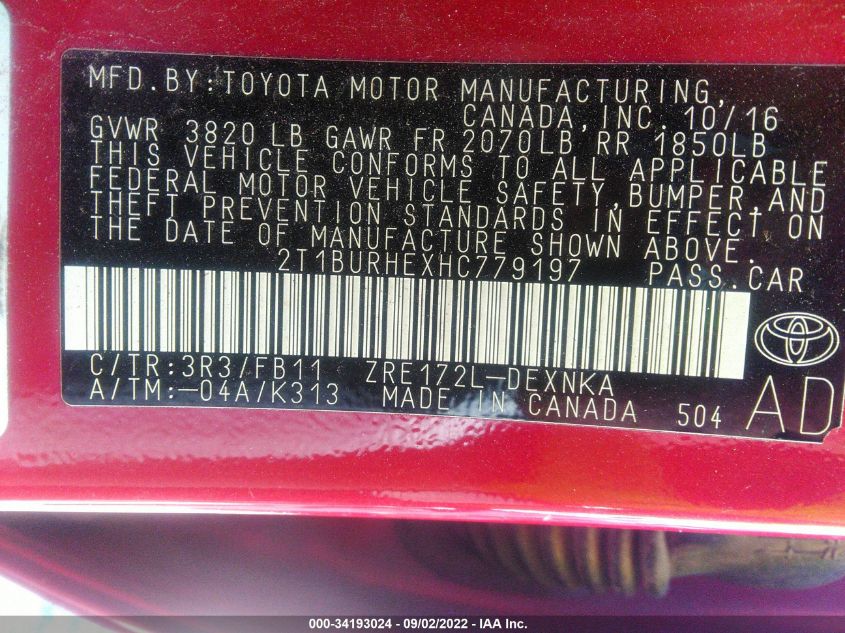 MFD.BY:TOYOTA MOTOR MANUFACTURING,
CANADA,INC. 10/16
GVWR 3820 LB GAWR FR 2070LB RR 1850LB
THIS VEHICLE CONFORMS TO ALL APPLICABLE
FEDERAL MOTOR VEHICLE SAFETY,BUMPER,AND
THEFT PREVENTION STANDARDS IN EFFECT ON
THE DATE OF MANUFACTURE SHOWN ABOVE.
2T1BURHEXHC779197 PASS.CAR
C/TR:3R3/FB11 ZRE172L-DEXNKA
A/TM:-04A/K313 MADE IN CANADA 504 AD
000-34193024 - 09/02/2022 - IAA Inc.